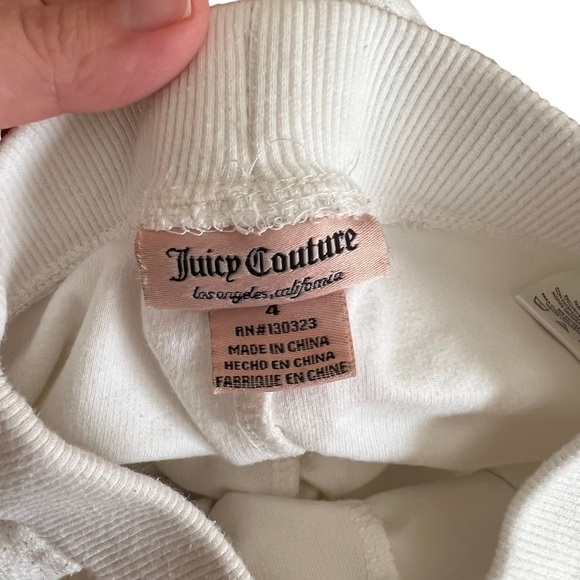 Juicy Couture
los angeles, california
4
RN#130323
MADE IN CHINA
HECHO EN CHINA
FABRIQUE EN CHINE